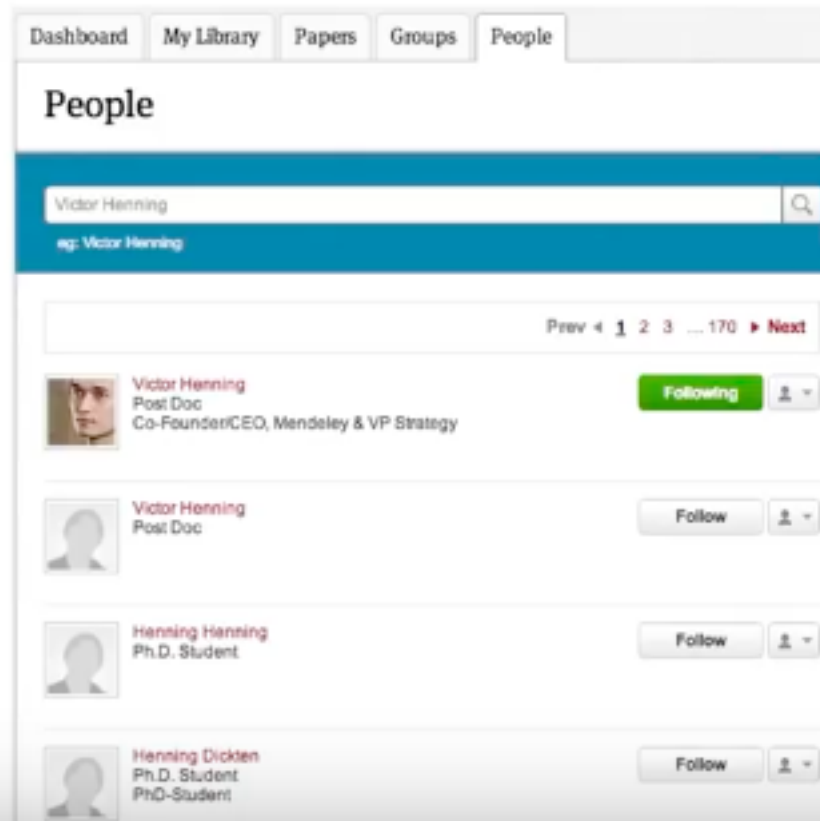 Dashboard My Library Papers Groups People
People
Victor Henning
eg: Victor Henning
Prev 1 2 3 ... 170 Next
Victor Henning
Post Doc
Co-Founder/CEO, Mendeley & VP Strategy
Following
Victor Henning
Post Doc
Follow
Henning Henning
Ph.D. Student
Follow
Henning Dickten
Ph.D. Student
PhD-Student
Follow